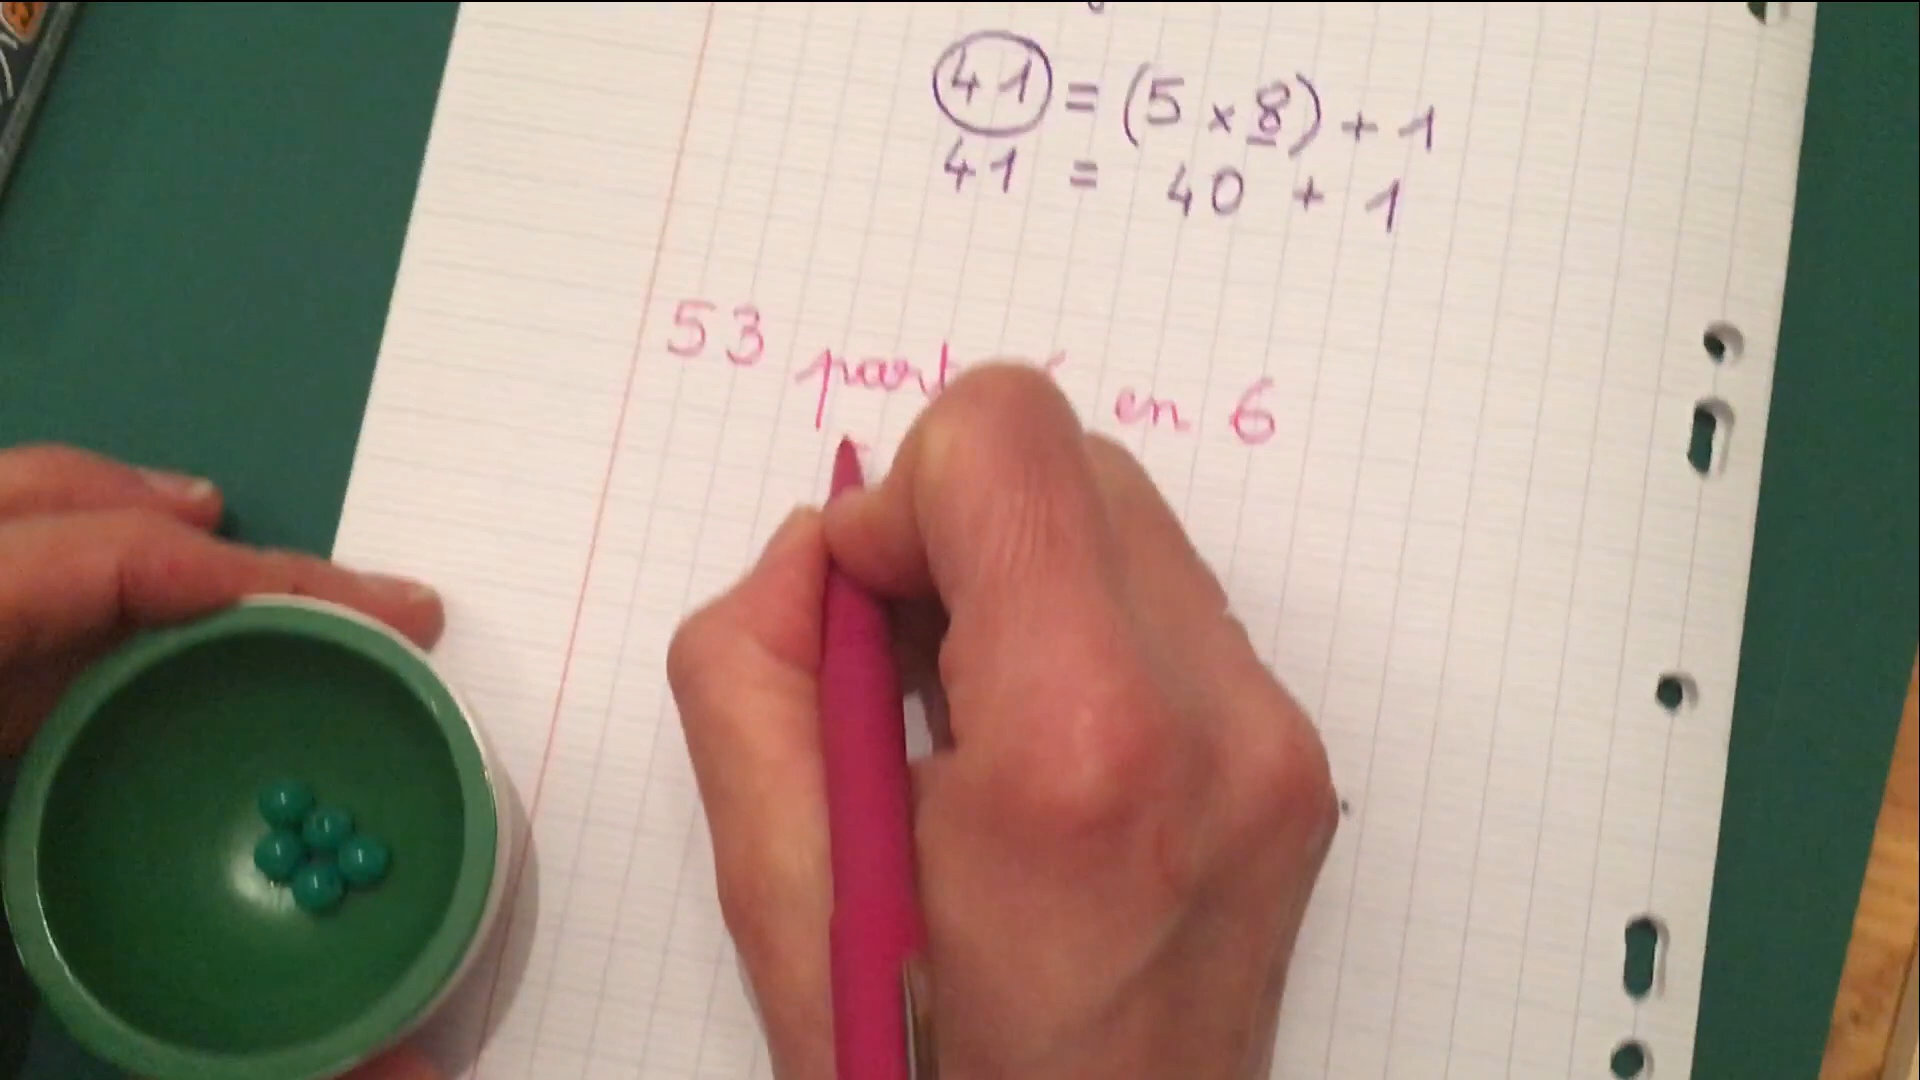 41 = (5 x 8) + 1
41 = 40 + 1
53 en 6